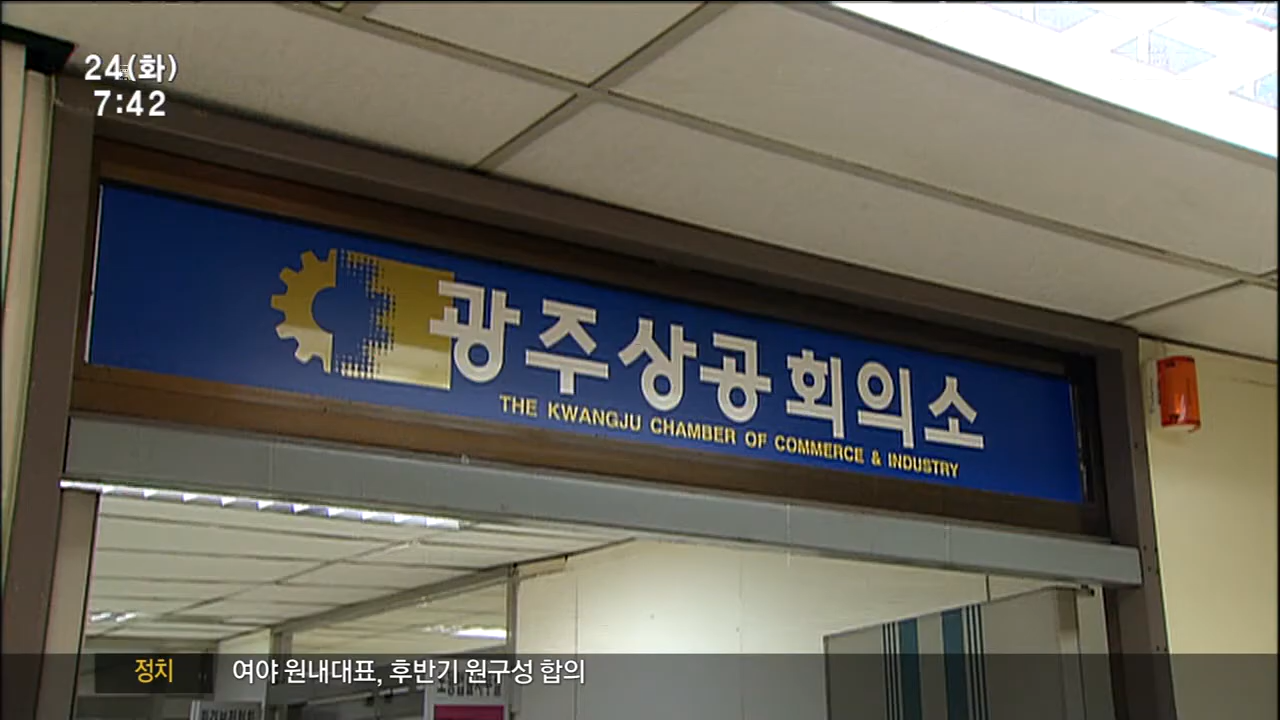 24(화)
7:42
광주상공회의소
THE KWANGJU CHAMBER OF COMMERCE & INDUSTRY
정치 여야 원내대표, 후반기 원구성 합의